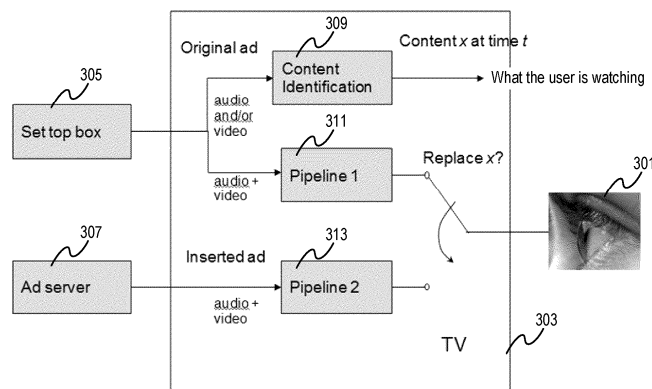 309
Original ad
Content x at time t
305
Content
Identification
What the user is watching
audio
and/or
video
Set top box
311
Replace x?
301
Pipeline 1
audio +
video
307
Inserted ad
313
Ad server
Pipeline 2
audio +
video
303
TV